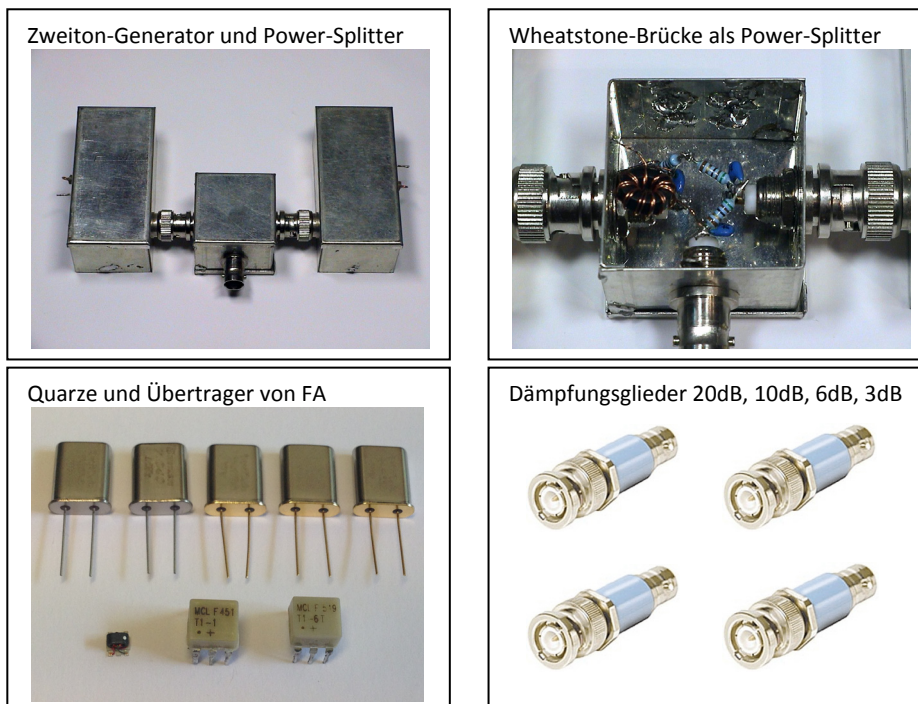 Zweiton-Generator und Power-Splitter
Wheatstone-Brücke als Power-Splitter
Quarze und Übertrager von FA
Dämpfungsglieder 20dB, 10dB, 6dB, 3dB
MCL F 451
T1-1
MCL F
T1-6T